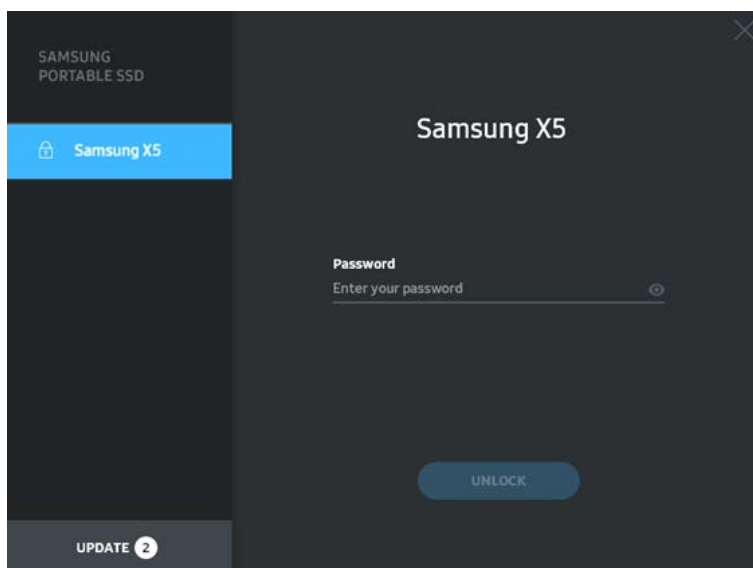 SAMSUNG
PORTABLE SSD
Samsung X5
Samsung X5
Password
Enter your password
UNLOCK
UPDATE 2